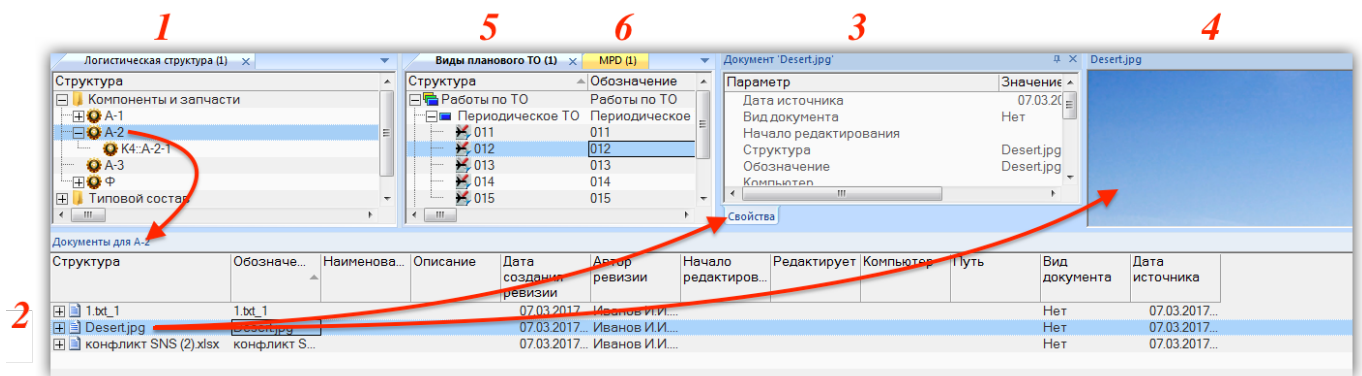 1 5 6 3 4
Логистическая структура (1)
Структура
Компоненты и запчасти
А-1
А-2
К4::А-2-1
А-3
Ф
Типовой состав
Виды планового ТО (1) MPD (1)
Структура Обозначение
Работы по ТО Работы по ТО
Периодическое ТО Периодическое
011 011
012 012
013 013
014 014
015 015
Документ 'Desert.jpg'
Параметр Значение
Дата источника 07.03.20
Вид документа Нет
Начало редактирования
Структура Desert.jpg
Обозначение Desert.jpg
Компьютер
Свойства
Desert.jpg
Документы для А-2
Структура Обозначе... Наименова... Описание Дата создания ревизии Автор ревизии Начало редактиров... Редактирует Компьютер Путь Вид документа Дата источника
2
1.txt_1 1.txt_1 07.03.2017... Иванов И.И.... Нет 07.03.2017...
Desert.jpg Desert.jpg 07.03.2017... Иванов И.И.... Нет 07.03.2017...
конфликт SNS (2).xlsx конфликт S... 07.03.2017... Иванов И.И.... Нет 07.03.2017...